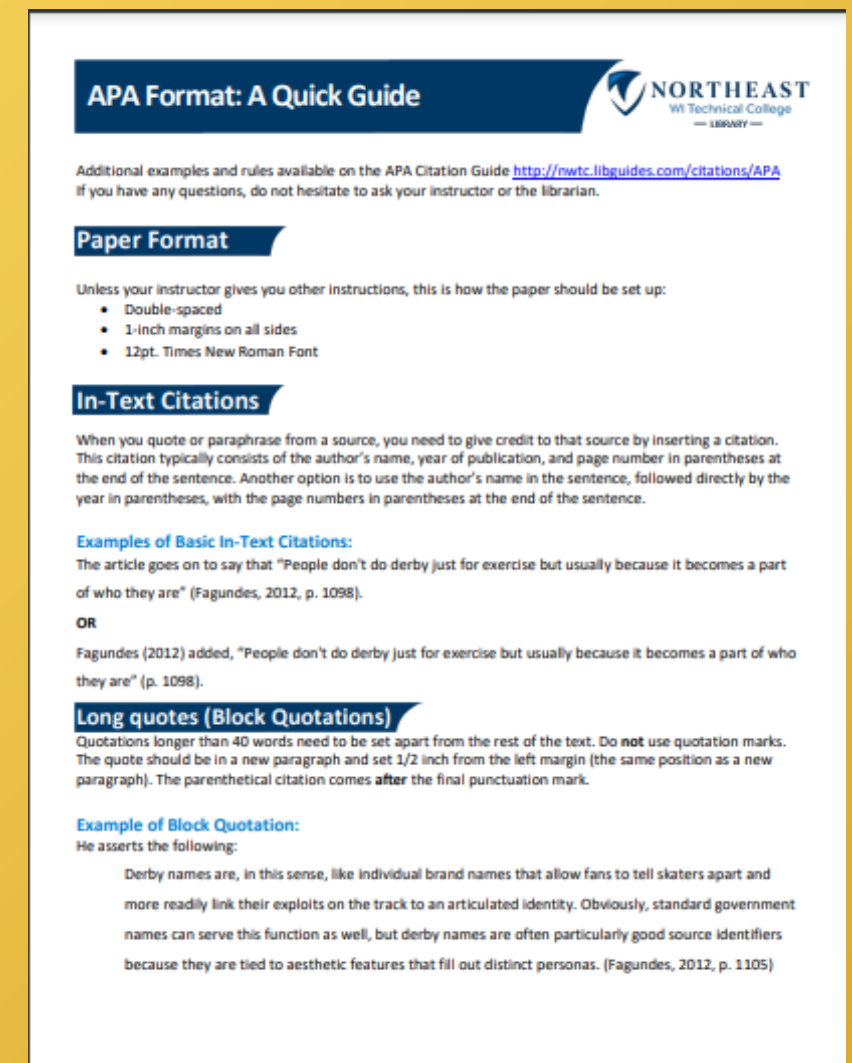 APA Format: A Quick Guide
NORTHEAST
WI Technical College
— LIBRARY —
Additional examples and rules available on the APA Citation Guide http://nwtc.libguides.com/citations/APA
If you have any questions, do not hesitate to ask your instructor or the librarian.
Paper Format
Unless your instructor gives you other instructions, this is how the paper should be set up:
• Double-spaced
• 1-inch margins on all sides
• 12pt. Times New Roman Font
In-Text Citations
When you quote or paraphrase from a source, you need to give credit to that source by inserting a citation.
This citation typically consists of the author's name, year of publication, and page number in parentheses at
the end of the sentence. Another option is to use the author's name in the sentence, followed directly by the
year in parentheses, with the page numbers in parentheses at the end of the sentence.
Examples of Basic In-Text Citations:
The article goes on to say that "People don't do derby just for exercise but usually because it becomes a part
of who they are" (Fagundes, 2012, p. 1098).
OR
Fagundes (2012) added, "People don't do derby just for exercise but usually because it becomes a part of who
they are" (p. 1098).
Long quotes (Block Quotations)
Quotations longer than 40 words need to be set apart from the rest of the text. Do not use quotation marks.
The quote should be in a new paragraph and set 1/2 inch from the left margin (the same position as a new
paragraph). The parenthetical citation comes after the final punctuation mark.
Example of Block Quotation:
He asserts the following:
Derby names are, in this sense, like individual brand names that allow fans to tell skaters apart and
more readily link their exploits on the track to an articulated identity. Obviously, standard government
names can serve this function as well, but derby names are often particularly good source identifiers
because they are tied to aesthetic features that fill out distinct personas. (Fagundes, 2012, p. 1105)